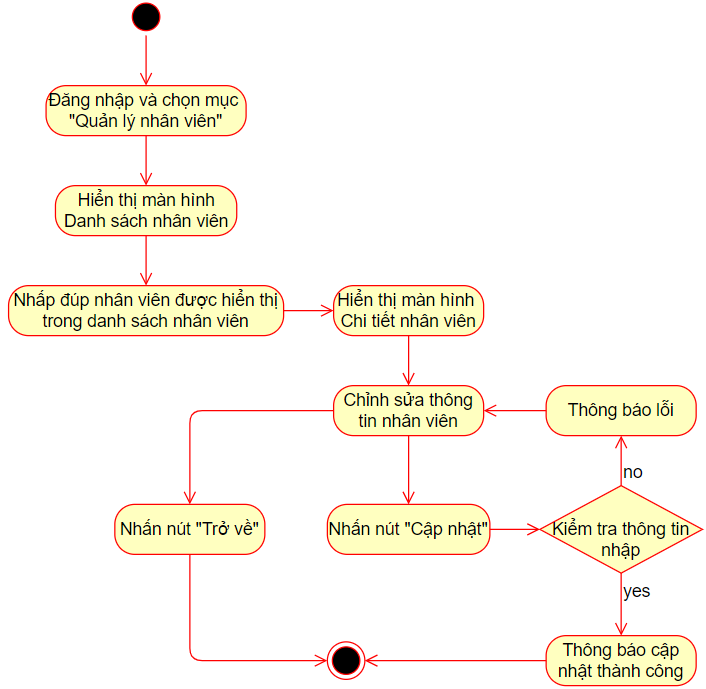 Đăng nhập và chọn mục
"Quản lý nhân viên"
Hiển thị màn hình
Danh sách nhân viên
Nhấp đúp nhân viên được hiển thị
trong danh sách nhân viên
Hiển thị màn hình
Chi tiết nhân viên
Chỉnh sửa thông
tin nhân viên
Thông báo lỗi
no
Nhấn nút "Trở về"
Nhấn nút "Cập nhật"
Kiểm tra thông tin
nhập
yes
Thông báo cập
nhật thành công